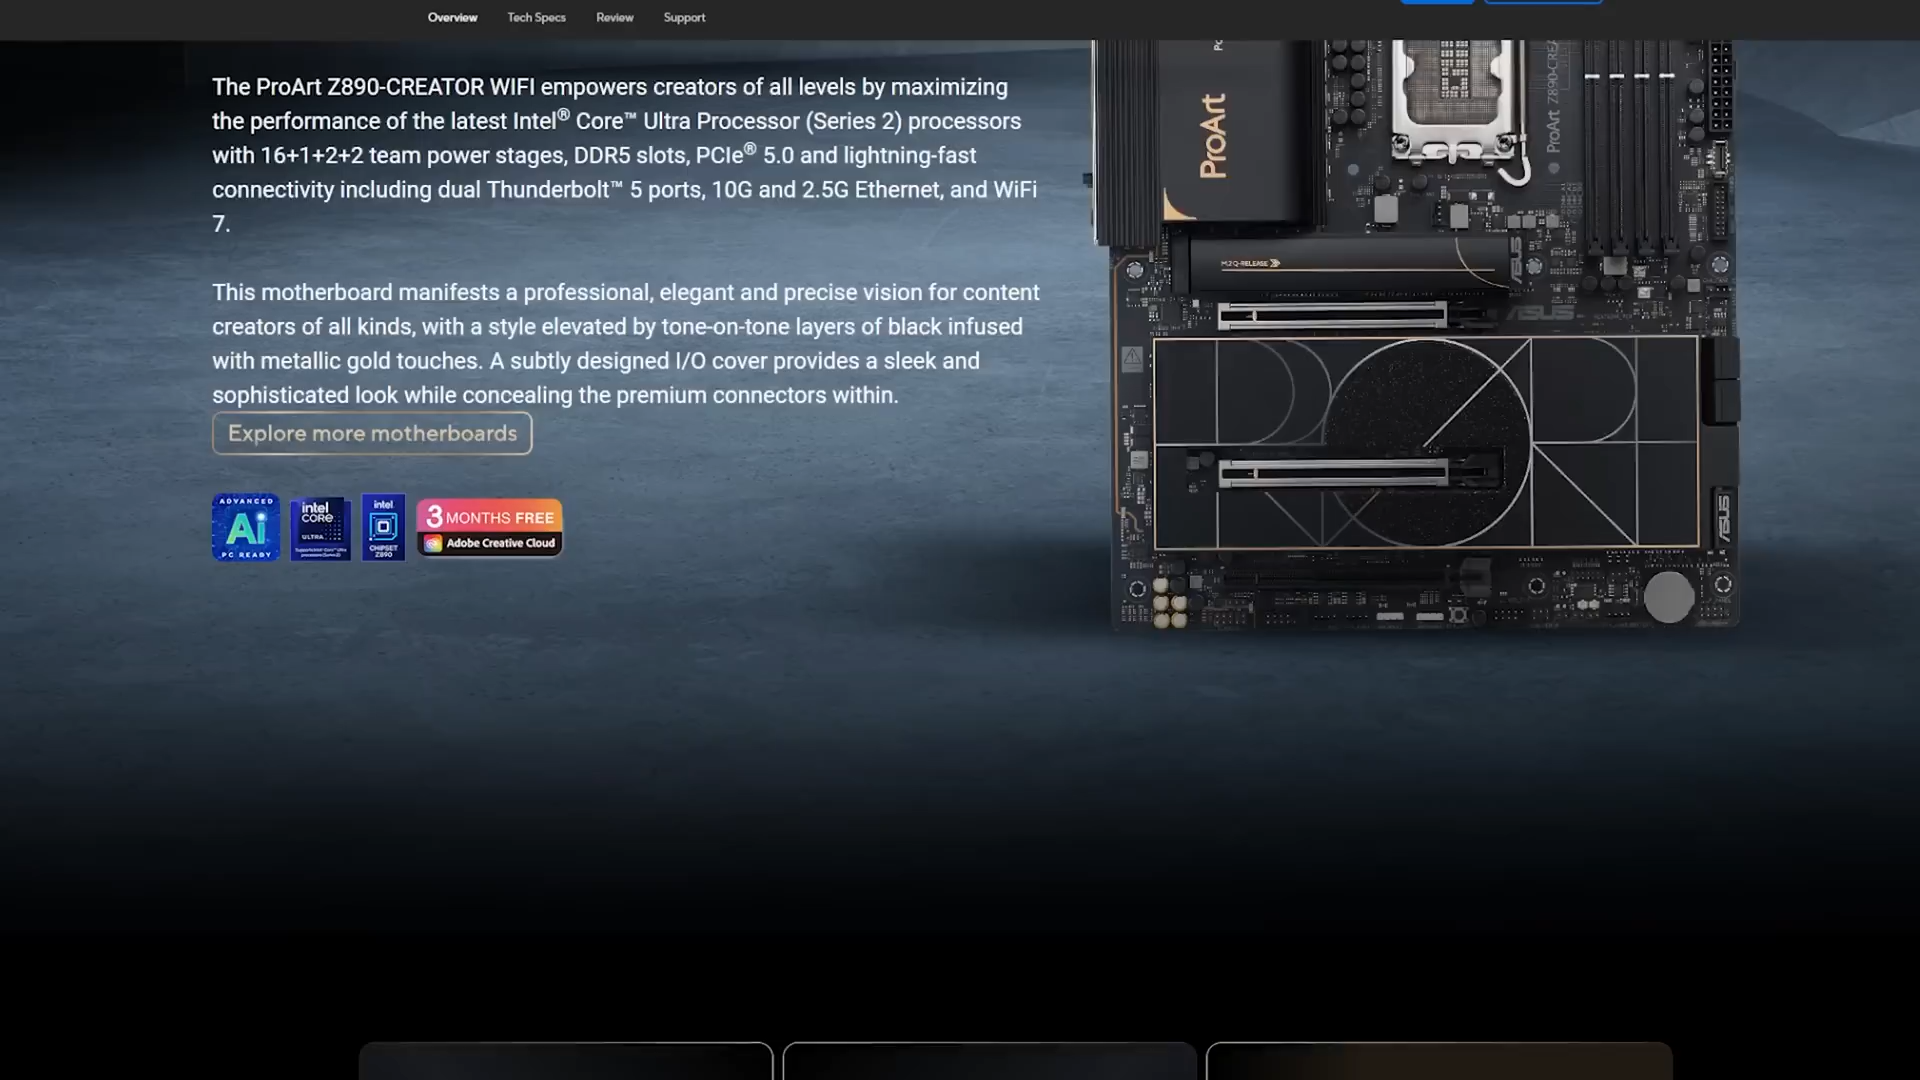 Overview Tech Specs Review Support
The ProArt Z890-CREATOR WIFI empowers creators of all levels by maximizing
the performance of the latest Intel® Core™ Ultra Processor (Series 2) processors
with 16+1+2+2 team power stages, DDR5 slots, PCIe® 5.0 and lightning-fast
connectivity including dual Thunderbolt™ 5 ports, 10G and 2.5G Ethernet, and WiFi
7.
This motherboard manifests a professional, elegant and precise vision for content
creators of all kinds, with a style elevated by tone-on-tone layers of black infused
with metallic gold touches. A subtly designed I/O cover provides a sleek and
sophisticated look while concealing the premium connectors within.
Explore more motherboards
ADVANCED
Ai
PC READY
intel
CORE
ULTRA
intel
CHIPSET
Z890
3 MONTHS FREE
Adobe Creative Cloud
ProArt
ProArt Z890-CREA
M.2 Q-RELEASE
ASUS
ASUS
ASUS